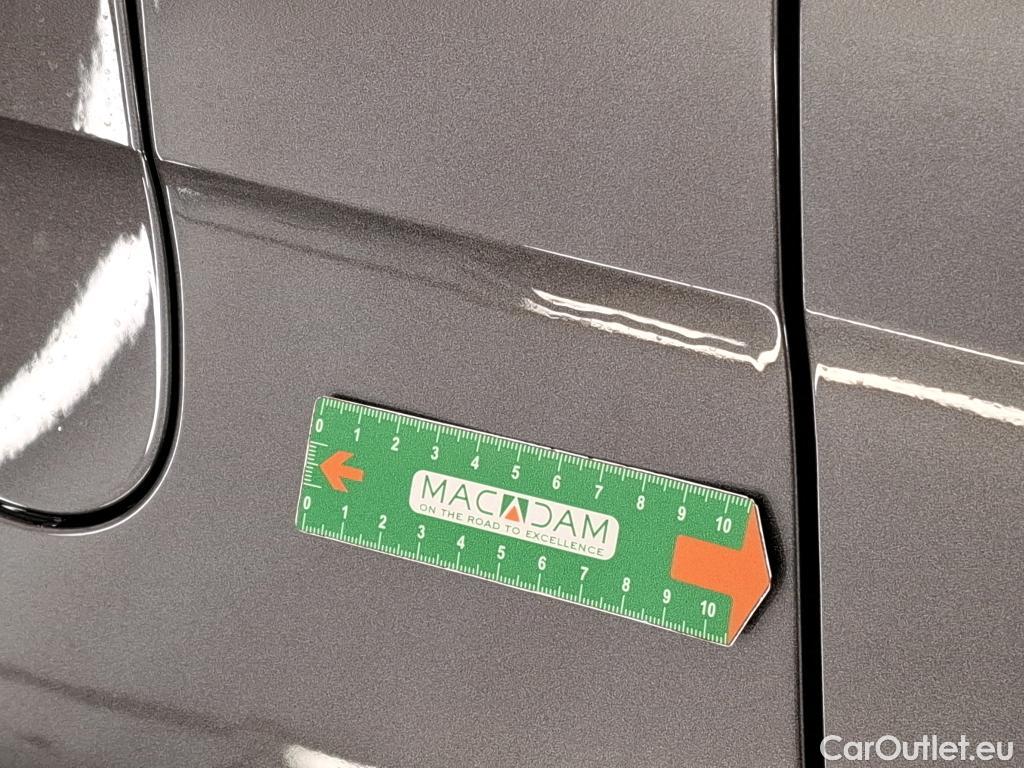 0 1 2 3 4 5 6 7 8 9 10
MACADAM
ON THE ROAD TO EXCELLENCE
0 1 2 3 4 5 6 7 8 9 10
CarOutlet.eu